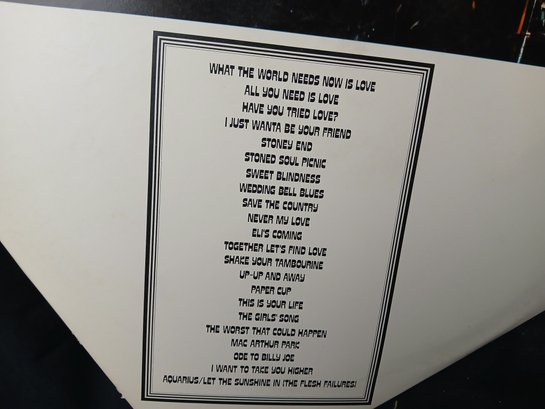 WHAT THE WORLD NEEDS NOW IS LOVE
ALL YOU NEED IS LOVE
HAVE YOU TRIED LOVE?
I JUST WANTA BE YOUR FRIEND
STONEY END
STONED SOUL PICNIC
SWEET BLINDNESS
WEDDING BELL BLUES
SAVE THE COUNTRY
NEVER MY LOVE
ELI'S COMING
TOGETHER LET'S FIND LOVE
SHAKE YOUR TAMBOURINE
UP-UP AND AWAY
PAPER CUP
THIS IS YOUR LIFE
THE GIRLS' SONG
THE WORST THAT COULD HAPPEN
MAC ARTHUR PARK
ODE TO BILLY JOE
I WANT TO TAKE YOU HIGHER
AQUARIUS/LET THE SUNSHINE IN (THE FLESH FAILURES)